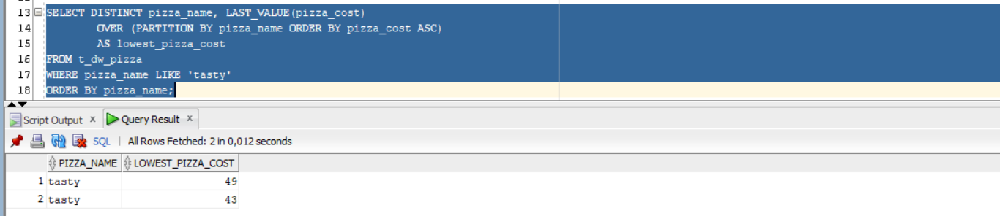 13 SELECT DISTINCT pizza_name, LAST_VALUE(pizza_cost)
14 OVER (PARTITION BY pizza_name ORDER BY pizza_cost ASC)
15 AS lowest_pizza_cost
16 FROM t_dw_pizza
17 WHERE pizza_name LIKE 'tasty'
18 ORDER BY pizza_name;
Script Output x Query Result x
SQL | All Rows Fetched: 2 in 0,012 seconds
PIZZA_NAME LOWEST_PIZZA_COST
1 tasty 49
2 tasty 43